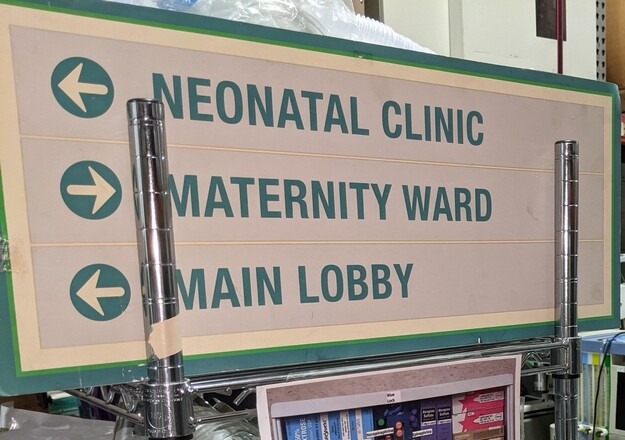 NEONATAL CLINIC
MATERNITY WARD
MAIN LOBBY